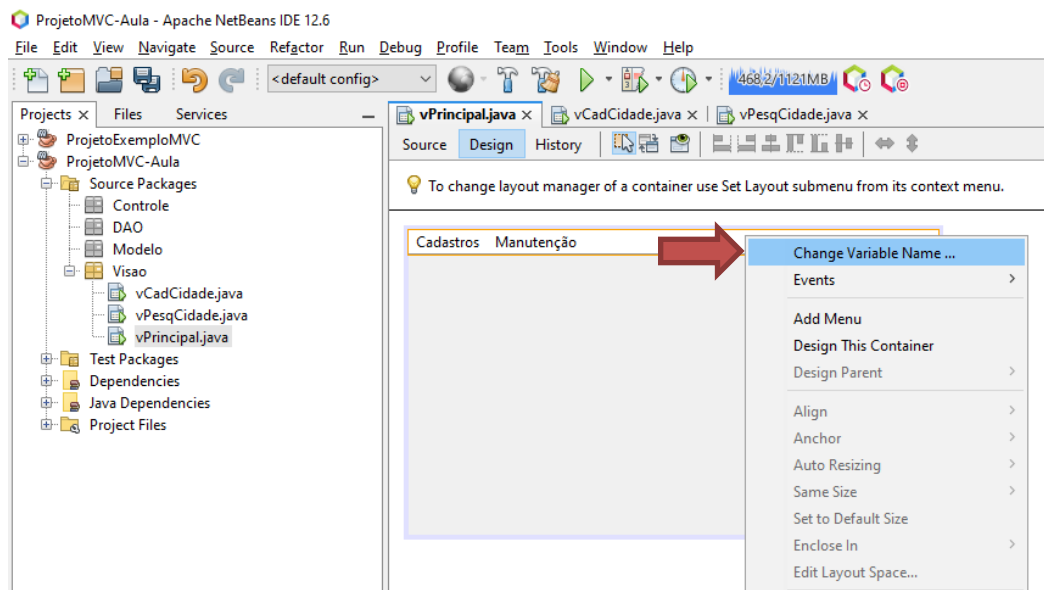 ProjetoMVC-Aula - Apache NetBeans IDE 12.6
File Edit View Navigate Source Refactor Run Debug Profile Team Tools Window Help
<default config> 468,2/1121MB
Projects Files Services
ProjetoExemploMVC
ProjetoMVC-Aula
Source Packages
Controle
DAO
Modelo
Visao
vCadCidade.java
vPesqCidade.java
vPrincipal.java
Test Packages
Dependencies
Java Dependencies
Project Files
vPrincipal.java vCadCidade.java vPesqCidade.java
Source Design History
To change layout manager of a container use Set Layout submenu from its context menu.
Cadastros Manutenção
Change Variable Name ...
Events
Add Menu
Design This Container
Design Parent
Align
Anchor
Auto Resizing
Same Size
Set to Default Size
Enclose In
Edit Layout Space...